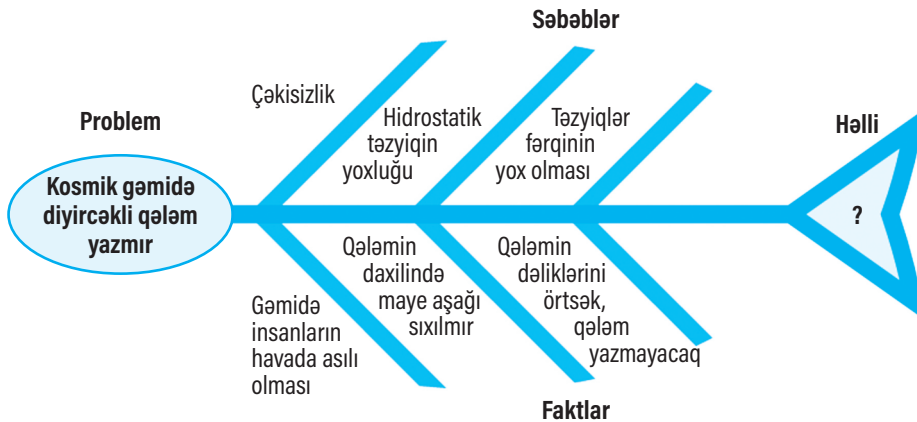 Səbəblər
Problem
Kosmik gəmidə
diyircəkli qələm
yazmır
Çəkisizlik
Hidrostatik
təzyiqin
yoxluğu
Təzyiqlər
fərqinin
yox olması
Həlli
?
Gəmidə
insanların
havada asılı
olması
Qələmin
daxilində
maye aşağı
sıxılmır
Qələmin
dəliklərini
örtsək,
qələm
yazmayacaq
Faktlar